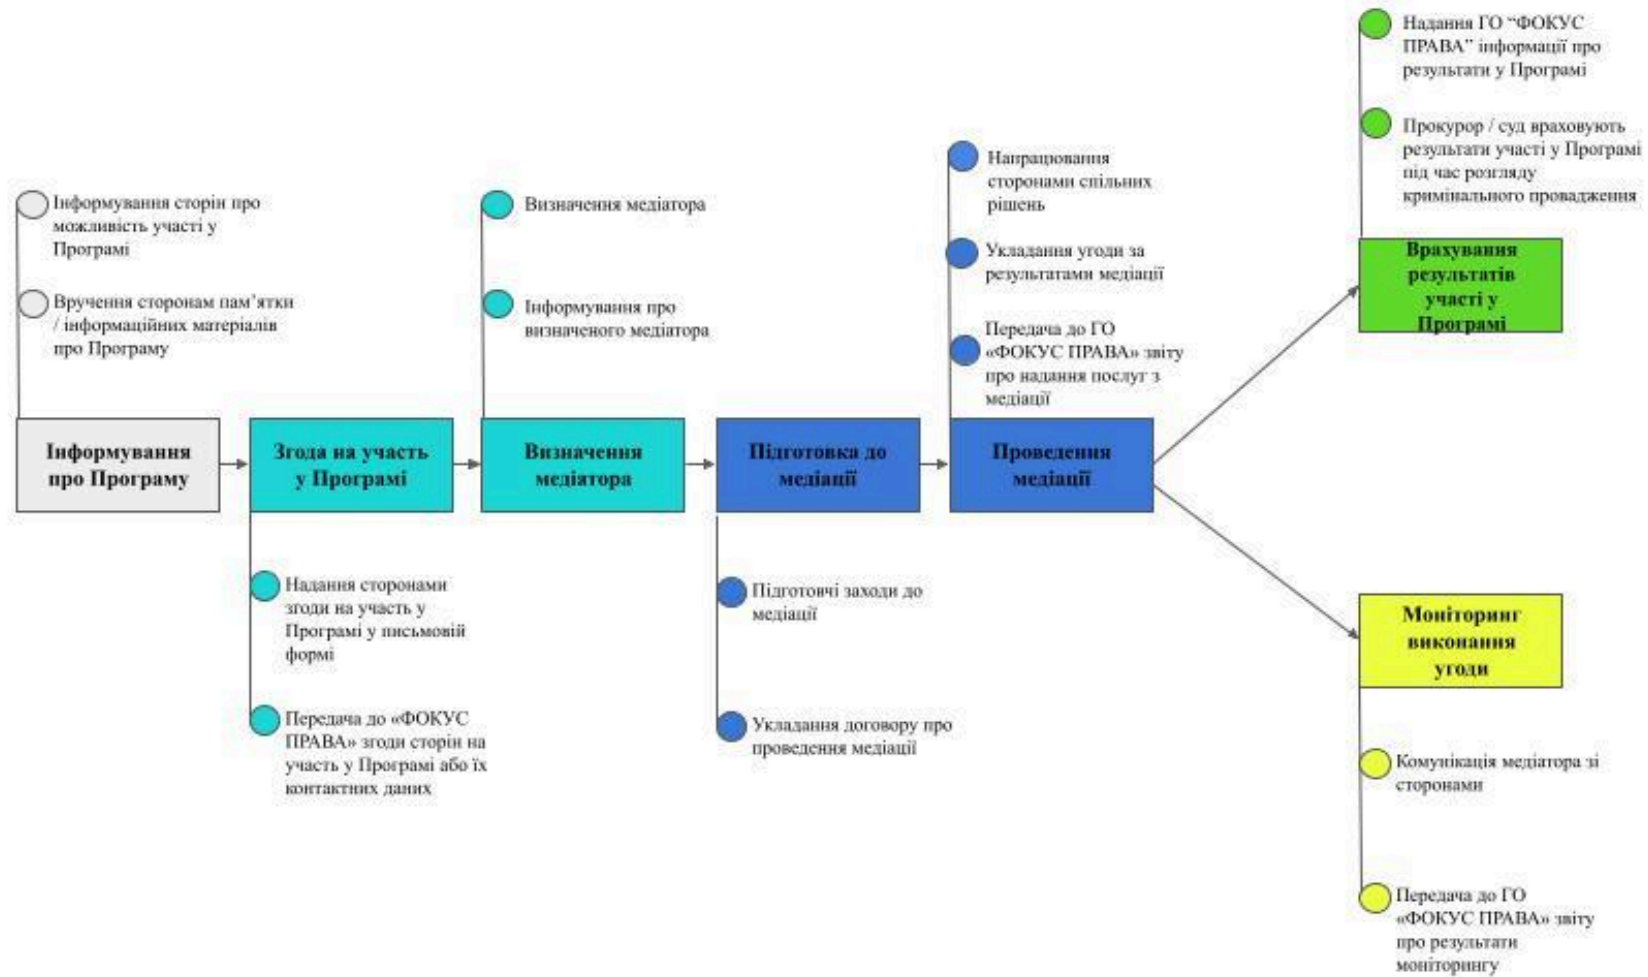 Інформування сторін про
можливість участі у
Програмі
Вручення сторонам пам’ятки
/ інформаційних матеріалів
про Програму
Інформування
про Програму
Згода на участь
у Програмі
Надання сторонами
згоди на участь у
Програмі у письмовій
формі
Передача до «ФОКУС
ПРАВА» згоди сторін на
участь у Програмі або їх
контактних даних
Визначення медіатора
Інформування про
визначеного медіатора
Визначення
медіатора
Підготовка до
медіації
Підготовчі заходи до
медіації
Укладання договору про
проведення медіації
Напрацювання
сторонами спільних
рішень
Укладання угоди за
результатами медіації
Передача до ГО
«ФОКУС ПРАВА» звіту
про надання послуг з
медіації
Проведення
медіації
Надання ГО “ФОКУС
ПРАВА” інформації про
результати у Програмі
Прокурор / суд враховують
результати участі у Програмі
під час розгляду
кримінального провадження
Врахування
результатів
участі у
Програмі
Моніторинг
виконання
угоди
Комунікація медіатора зі
сторонами
Передача до ГО
«ФОКУС ПРАВА» звіту
про результати
моніторингу